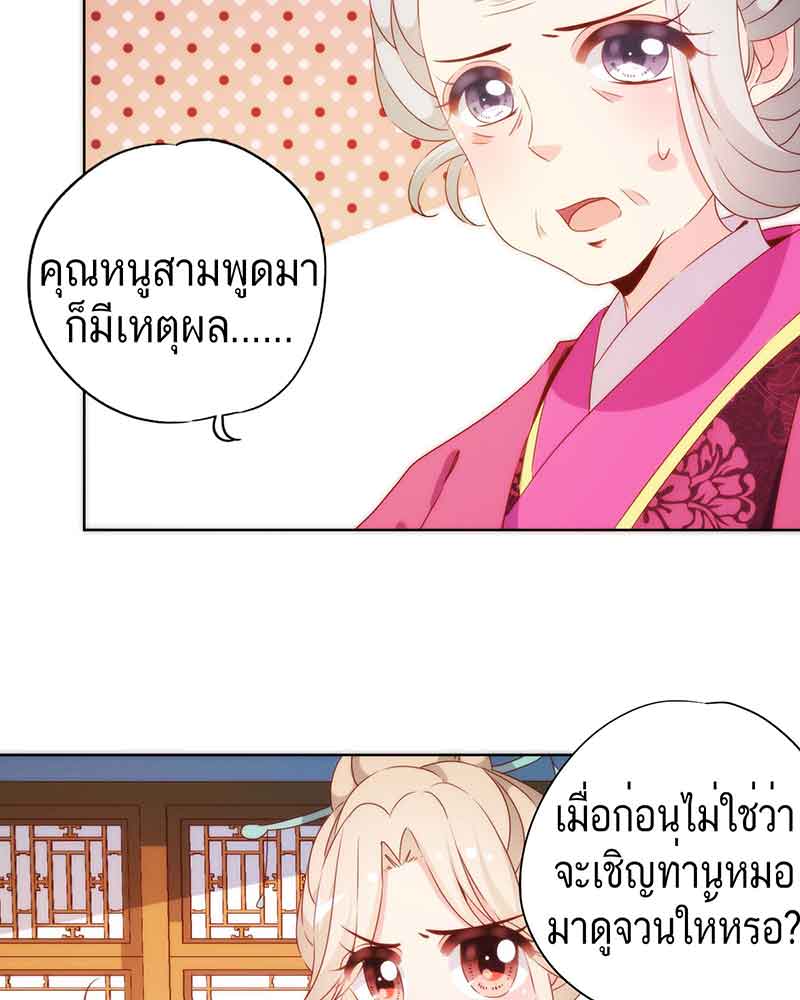 คุณหนูสามพูดมา
ก็มีเหตุผล......
เมื่อก่อนไม่ใช่ว่า
จะเชิญท่านหมอ
มาดูจวนให้หรอ?